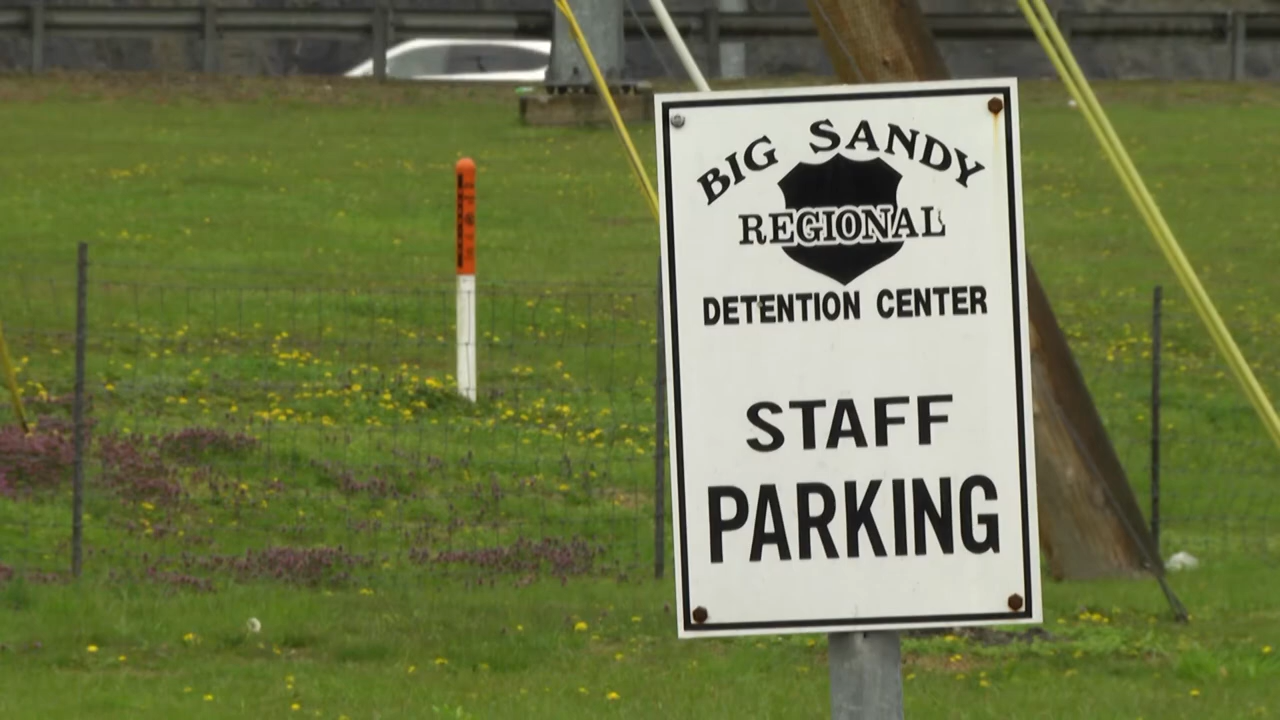 BIG SANDY
REGIONAL
DETENTION CENTER
STAFF
PARKING